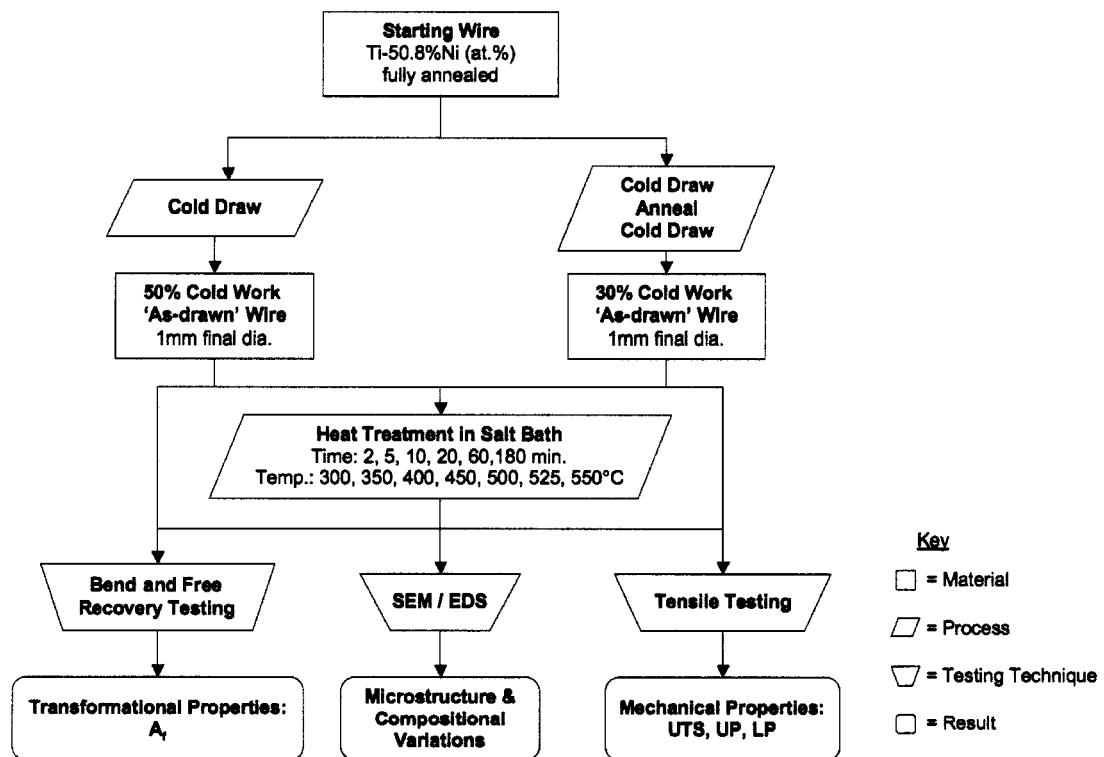 Starting Wire
Ti-50.8%Ni (at.%)
fully annealed
Cold Draw
Cold Draw
Anneal
Cold Draw
50% Cold Work
'As-drawn' Wire
1mm final dia.
30% Cold Work
'As-drawn' Wire
1mm final dia.
Heat Treatment in Salt Bath
Time: 2, 5, 10, 20, 60,180 min.
Temp.: 300, 350, 400, 450, 500, 525, 550°C
Bend and Free
Recovery Testing
SEM / EDS
Tensile Testing
Transformational Properties:
Af
Microstructure &
Compositional
Variations
Mechanical Properties:
UTS, UP, LP
Key
= Material
= Process
= Testing Technique
= Result